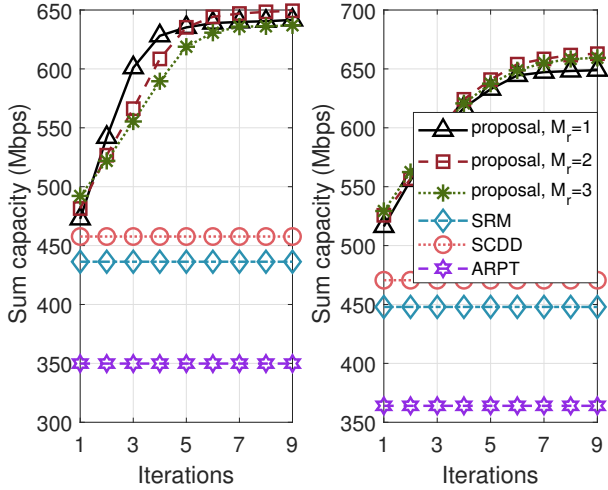 650
600
550
500
450
400
350
300
Sum capacity (Mbps)
1
3
5
7
9
Iterations
700
650
600
550
500
450
400
350
Sum capacity (Mbps)
1
3
5
7
9
Iterations
proposal, M_r=1
proposal, M_r=2
proposal, M_r=3
SRM
SCDD
ARPT